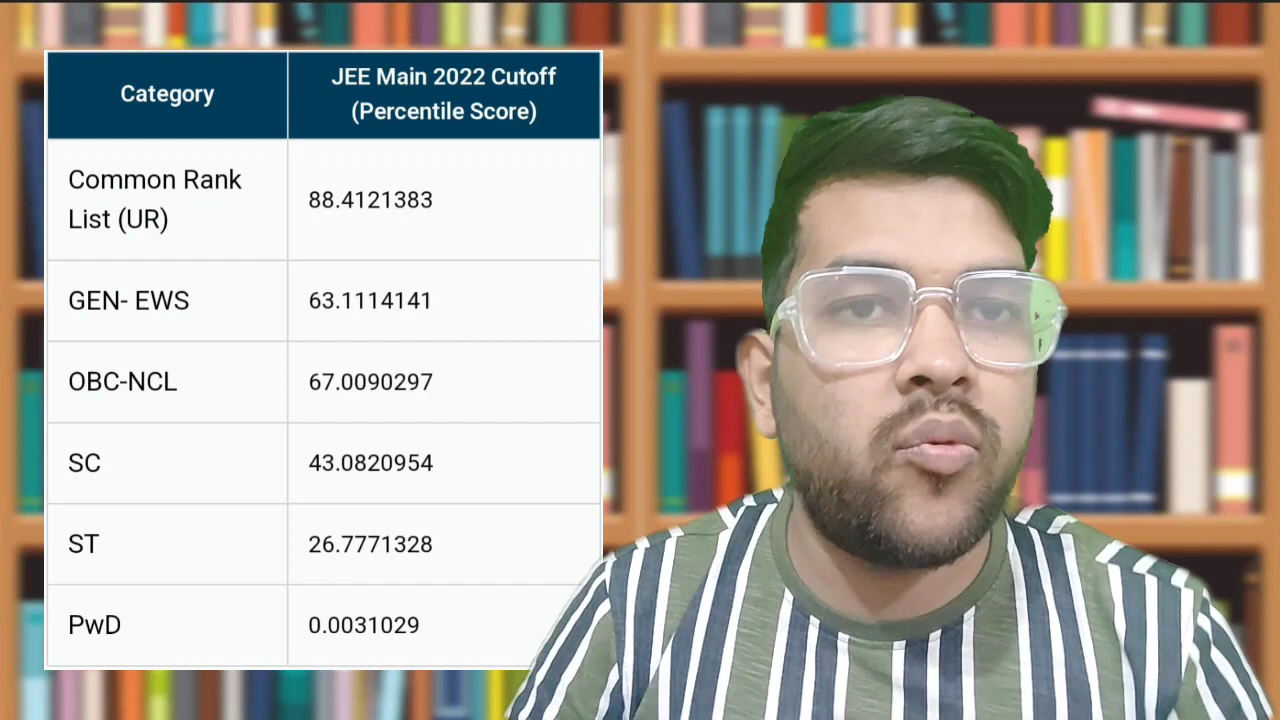 Category
JEE Main 2022 Cutoff
(Percentile Score)
Common Rank
List (UR)
88.4121383
GEN- EWS
63.1114141
OBC-NCL
67.0090297
SC
43.0820954
ST
26.7771328
PwD
0.0031029